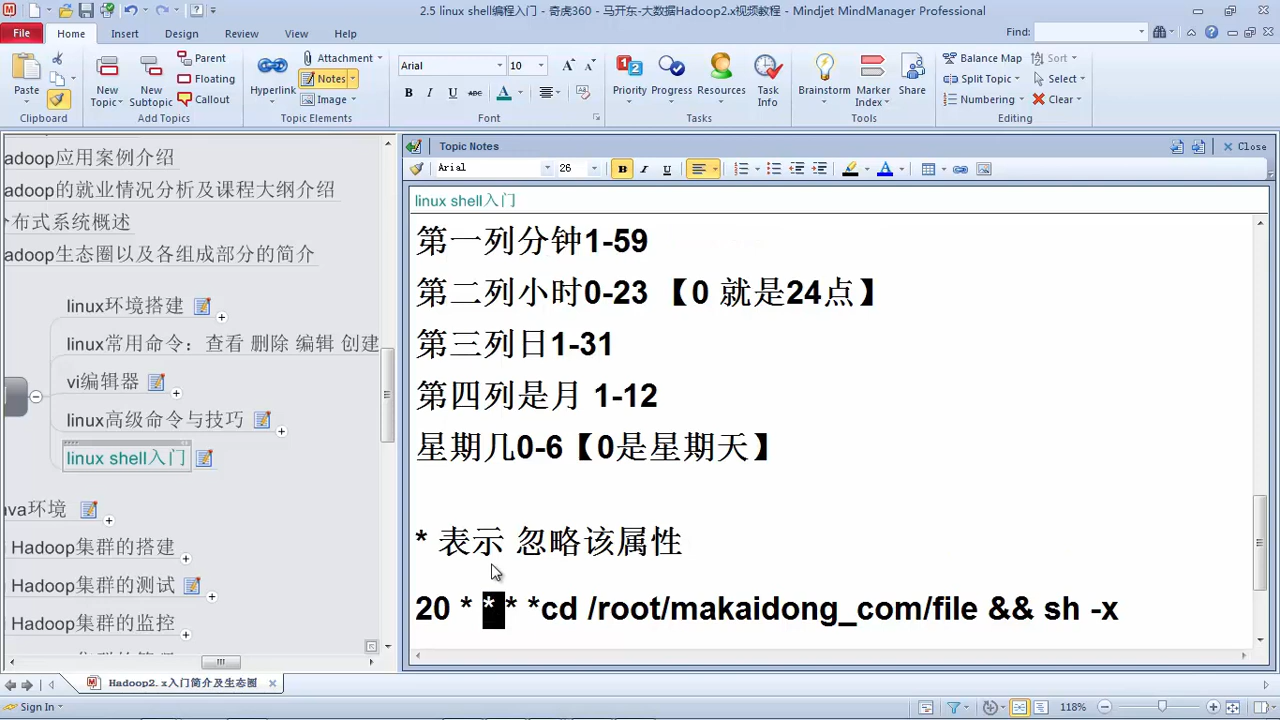 2.5 linux shell编程入门 - 奇虎360 - 马开东-大数据Hadoop2.x视频教程 - Mindjet MindManager Professional
File Home Insert Design Review View Help Find:
Paste New Topic New Subtopic Parent Floating Callout Hyperlink Attachment Notes Image Arial 10 Priority Progress Resources Task Info Brainstorm Marker Index Share Balance Map Split Topic Numbering Sort Select Clear
Clipboard Add Topics Topic Elements Font Tasks Tools Editing
Topic Notes Close
Arial 26
linux shell入门
adoop应用案例介绍
adoop的就业情况分析及课程大纲介绍
布式系统概述
adoop生态圈以及各组成部分的简介
linux环境搭建
linux常用命令：查看 删除 编辑 创建
vi编辑器
linux高级命令与技巧
linux shell入门
ava环境
Hadoop集群的搭建
Hadoop集群的测试
Hadoop集群的监控
第一列分钟1-59
第二列小时0-23 【0 就是24点】
第三列日1-31
第四列是月 1-12
星期几0-6【0是星期天】
* 表示 忽略该属性
20 * * * *cd /root/makaidong_com/file && sh -x
Hadoop2.x入门简介及生态圈
Sign In 118%